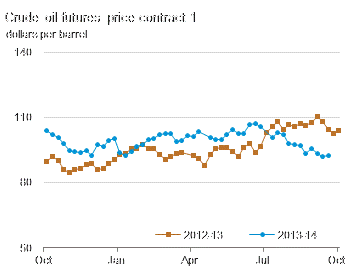 Crude oil futures price contract 1
dollars per barrel
140
110
80
50
Oct Jan Apr Jul Oct
2012-13 2013-14